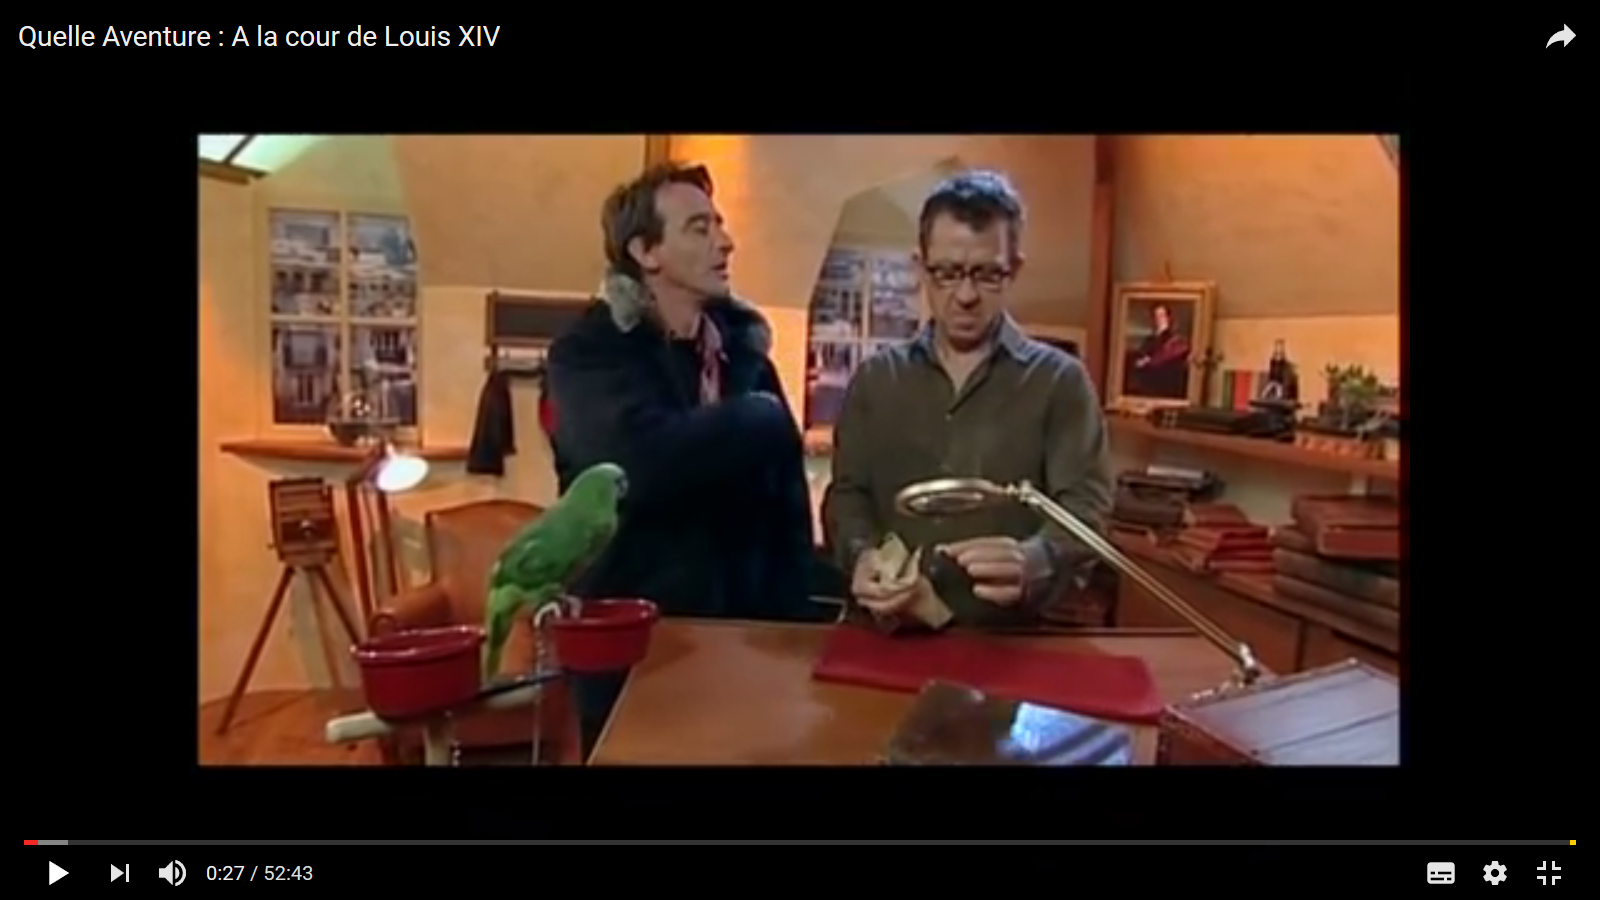 Quelle Aventure : A la cour de Louis XIV
0:27 / 52:43